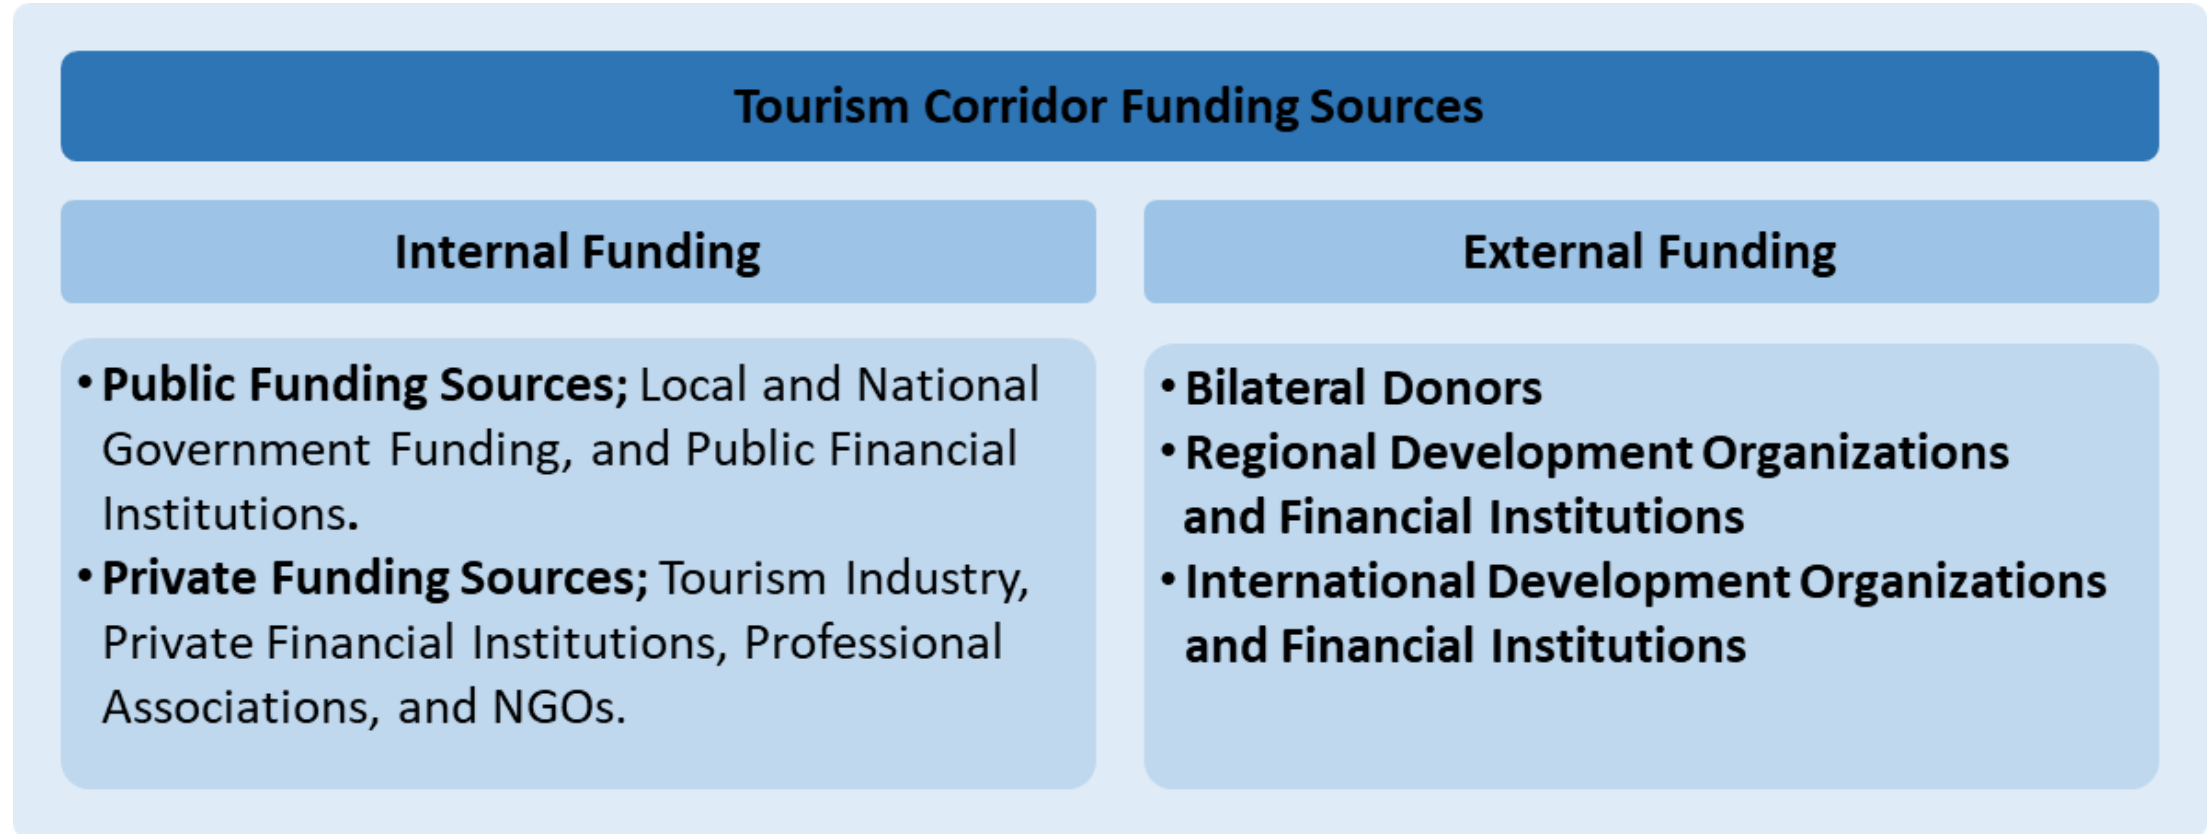 Tourism Corridor Funding Sources
Internal Funding
• Public Funding Sources; Local and National
Government Funding, and Public Financial
Institutions.
• Private Funding Sources; Tourism Industry,
Private Financial Institutions, Professional
Associations, and NGOs.
External Funding
• Bilateral Donors
• Regional Development Organizations
and Financial Institutions
• International Development Organizations
and Financial Institutions